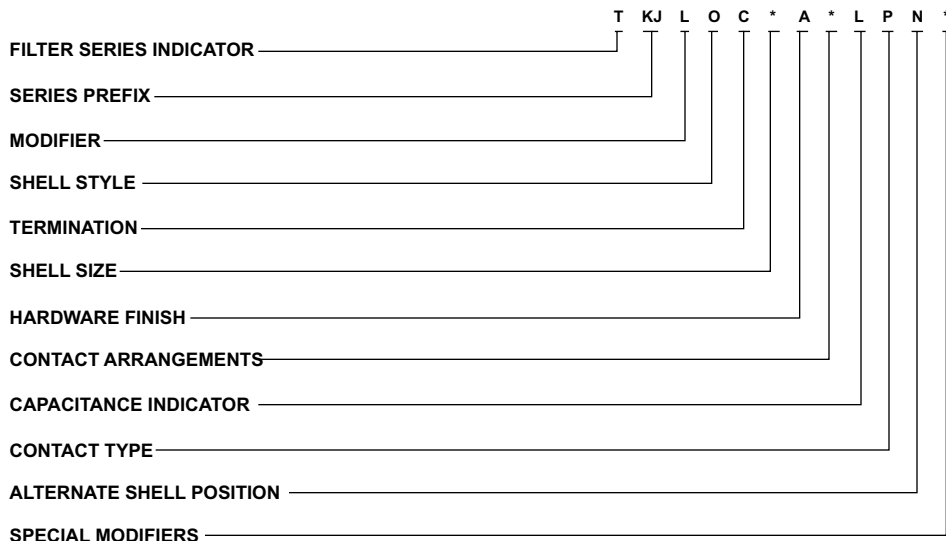 T KJ L O C * A * L P N *
FILTER SERIES INDICATOR
SERIES PREFIX
MODIFIER
SHELL STYLE
TERMINATION
SHELL SIZE
HARDWARE FINISH
CONTACT ARRANGEMENTS
CAPACITANCE INDICATOR
CONTACT TYPE
ALTERNATE SHELL POSITION
SPECIAL MODIFIERS